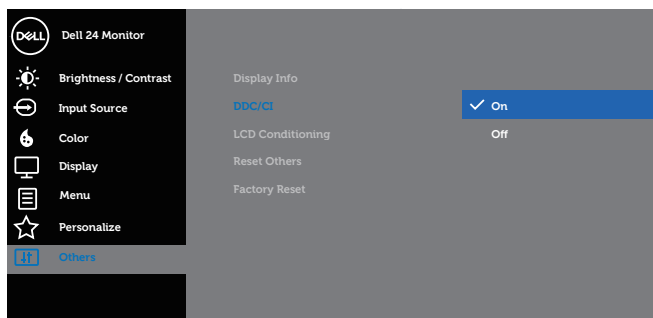 DELL
Dell 24 Monitor
Brightness / Contrast
Input Source
Color
Display
Menu
Personalize
Others
Display Info
DDC/CI
LCD Conditioning
Reset Others
Factory Reset
On
Off